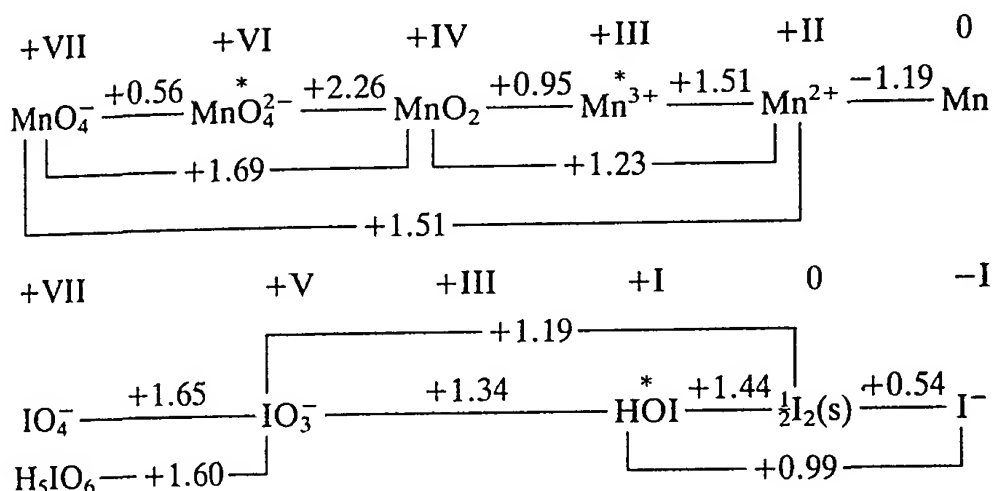 +VII +VI +IV +III +II 0
* *
MnO₄⁻ +0.56 MnO₄²⁻ +2.26 MnO₂ +0.95 Mn³⁺ +1.51 Mn²⁺ −1.19 Mn
+1.69 +1.23
+1.51
+VII +V +III +I 0 −I
+1.19
*
IO₄⁻ +1.65 IO₃⁻ +1.34 HOI +1.44 ½I₂(s) +0.54 I⁻
H₅IO₆ +1.60 +0.99